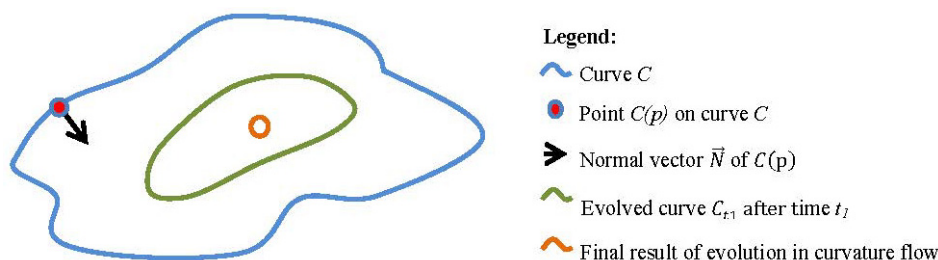 Legend:
Curve C
Point C(p) on curve C
Normal vector N⃗ of C(p)
Evolved curve Ct1 after time t1
Final result of evolution in curvature flow